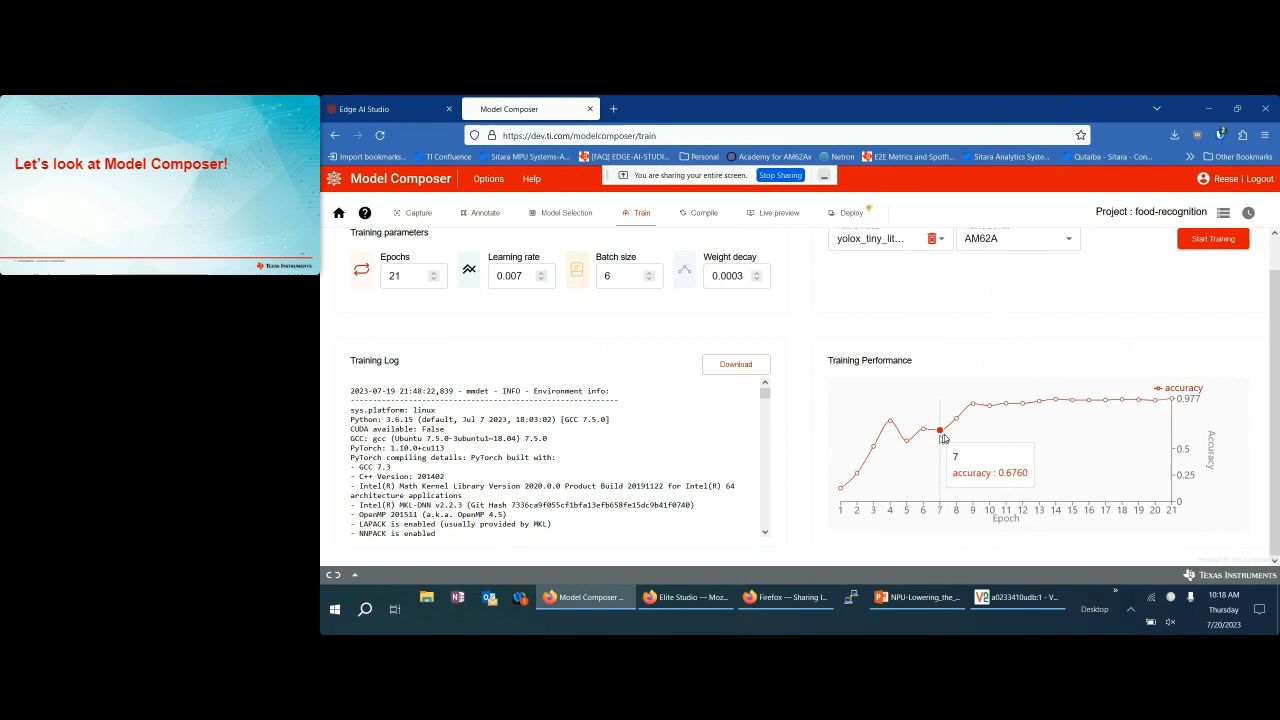 Let's look at Model Composer!
TEXAS INSTRUMENTS
Edge AI Studio
Model Composer
https://dev.ti.com/modelcomposer/train
Import bookmarks...
TI Confluence
Sitara MPU Systems-A...
[FAQ] EDGE-AI-STUDI...
Personal
Academy for AM62Ax
Netron
E2E Metrics and Spotfi...
Sitara Analytics Syste...
Qutaiba - Sitara - Con...
Other Bookmarks
Model Composer
Options
Help
You are sharing your entire screen.
Stop Sharing
Reese | Logout
Capture
Annotate
Model Selection
Train
Compile
Live preview
Deploy
Project : food-recognition
Training parameters
Epochs
21
Learning rate
0.007
Batch size
6
Weight decay
0.0003
yolox_tiny_lit...
AM62A
Start Training
Training Log
Download
2023-07-19 21:48:22,839 - mmdet - INFO - Environment info:
------------------------------------------------------------
sys.platform: linux
Python: 3.6.15 (default, Jul 7 2023, 18:03:02) [GCC 7.5.0]
CUDA available: False
GCC: gcc (Ubuntu 7.5.0-3ubuntu1~18.04) 7.5.0
PyTorch: 1.10.0+cu113
PyTorch compiling details: PyTorch built with:
- GCC 7.3
- C++ Version: 201402
- Intel(R) Math Kernel Library Version 2020.0.0 Product Build 20191122 for Intel(R) 64
architecture applications
- Intel(R) MKL-DNN v2.2.3 (Git Hash 7336ca9f055cf1bfa13efb658fe15dc9b41f0740)
- OpenMP 201511 (a.k.a. OpenMP 4.5)
- LAPACK is enabled (usually provided by MKL)
- NNPACK is enabled
Training Performance
accuracy
0.977
0.5
0.25
0
Accuracy
7
accuracy : 0.6760
1 2 3 4 5 6 7 8 9 10 11 12 13 14 15 16 17 18 19 20 21
Epoch
TEXAS INSTRUMENTS
Model Composer ...
Elite Studio — Moz...
Firefox — Sharing I...
NPU-Lowering_the_...
a0233410udb:1 - V...
Desktop
10:18 AM
Thursday
7/20/2023